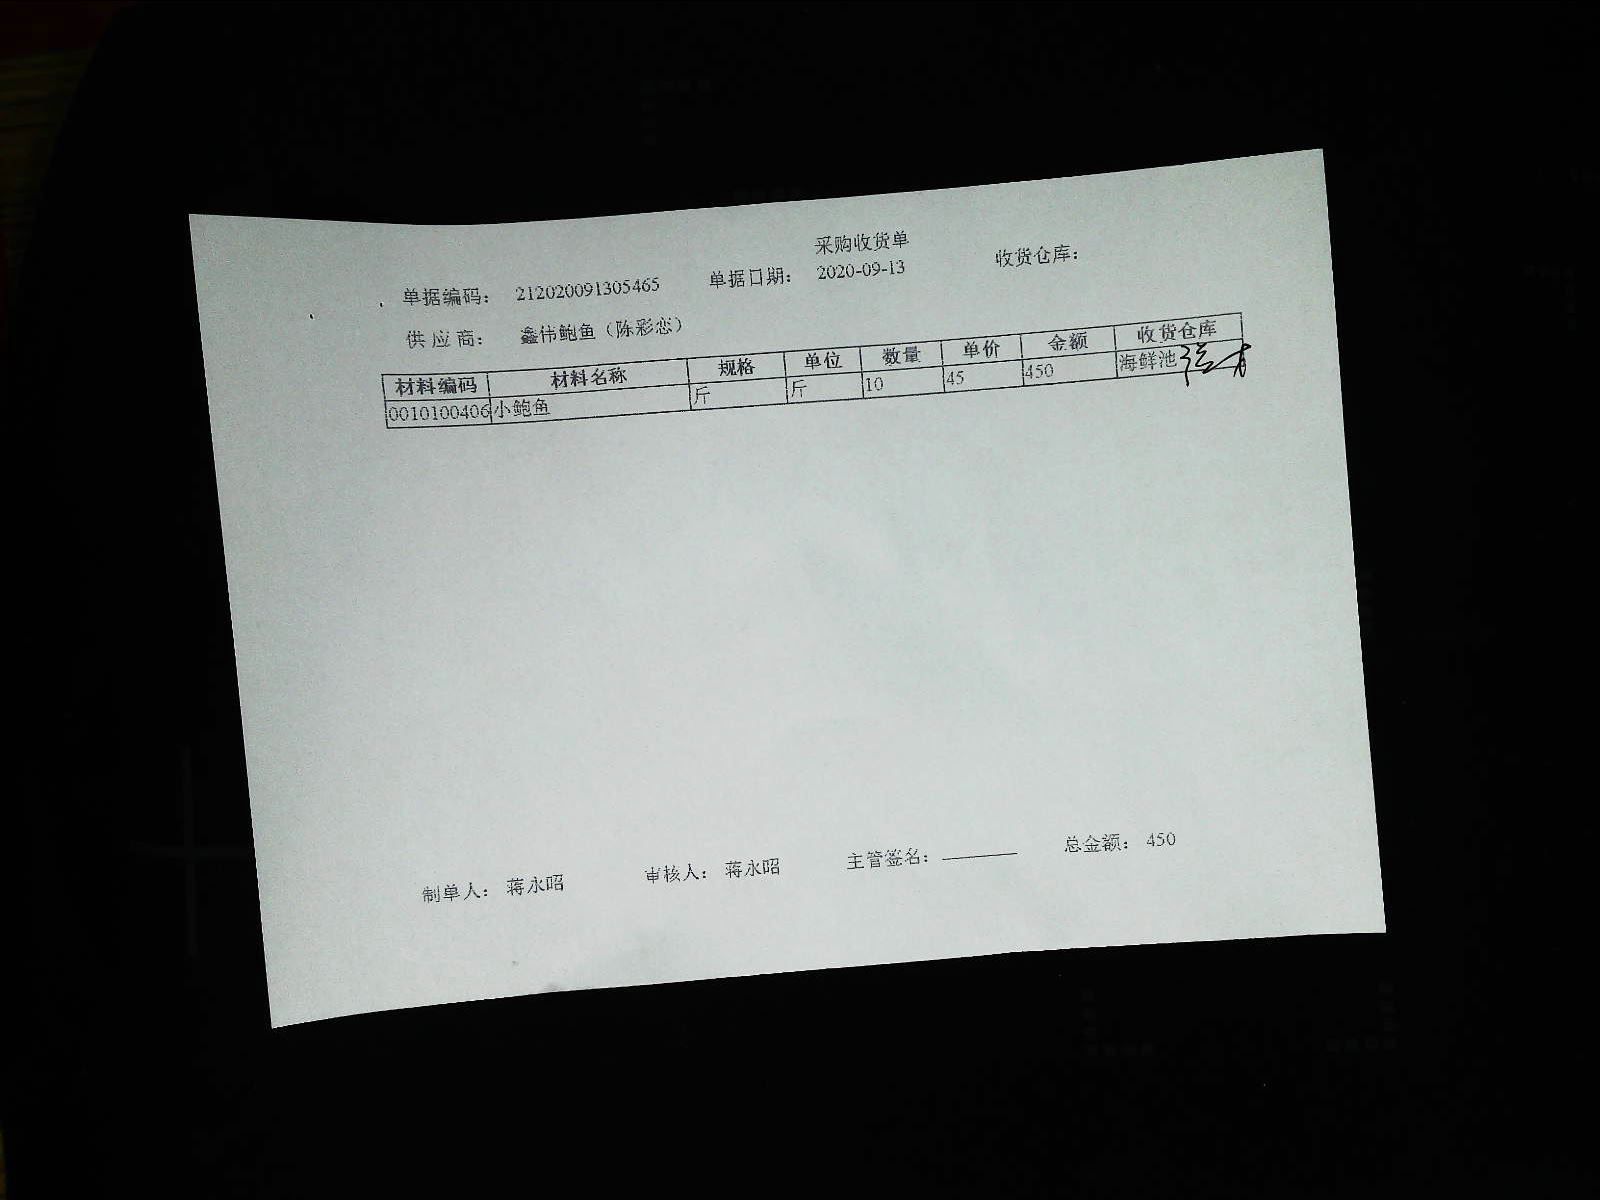 采购收货单
单据编码： 212020091305465 单据日期： 2020-09-13 收货仓库：
供应商： 鑫伟鲍鱼（陈彩恋）
材料编码 材料名称 规格 单位 数量 单价 金额 收货仓库
0010100406 小鲍鱼 斤 斤 10 45 450 海鲜池
制单人： 蒋永昭 审核人： 蒋永昭 主管签名： 总金额： 450